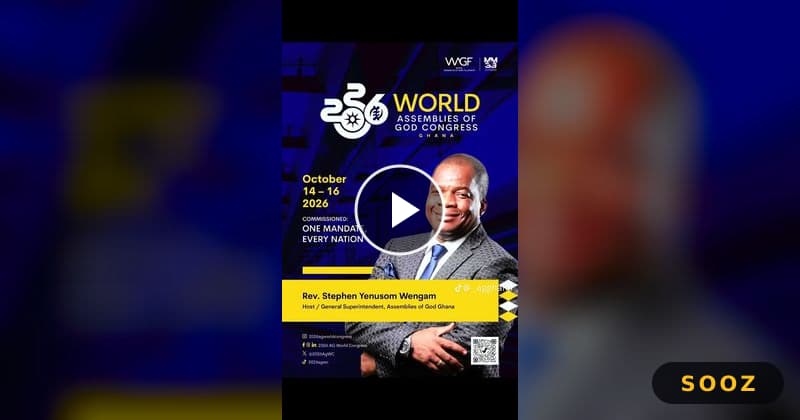 WAGF
2026
WORLD
ASSEMBLIES OF
GOD CONGRESS
GHANA
October
14 – 16
2026
COMMISSIONED:
ONE MANDATE,
EVERY NATION
Rev. Stephen Yenusom Wengam
Host / General Superintendent, Assemblies of God Ghana
2026 AG World Congress
SOOZ